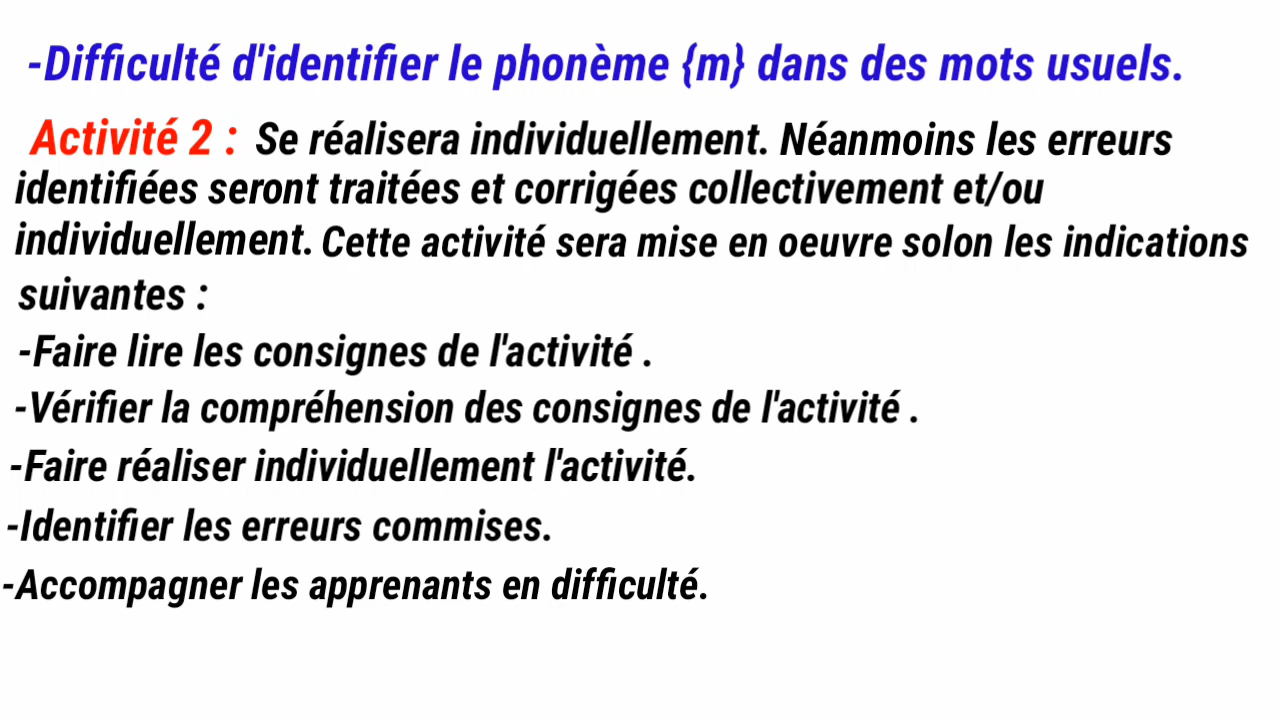 -Difficulté d'identifier le phonème {m} dans des mots usuels.
Activité 2 : Se réalisera individuellement. Néanmoins les erreurs
identifiées seront traitées et corrigées collectivement et/ou
individuellement. Cette activité sera mise en oeuvre solon les indications
suivantes :
-Faire lire les consignes de l'activité .
-Vérifier la compréhension des consignes de l'activité .
-Faire réaliser individuellement l'activité.
-Identifier les erreurs commises.
-Accompagner les apprenants en difficulté.